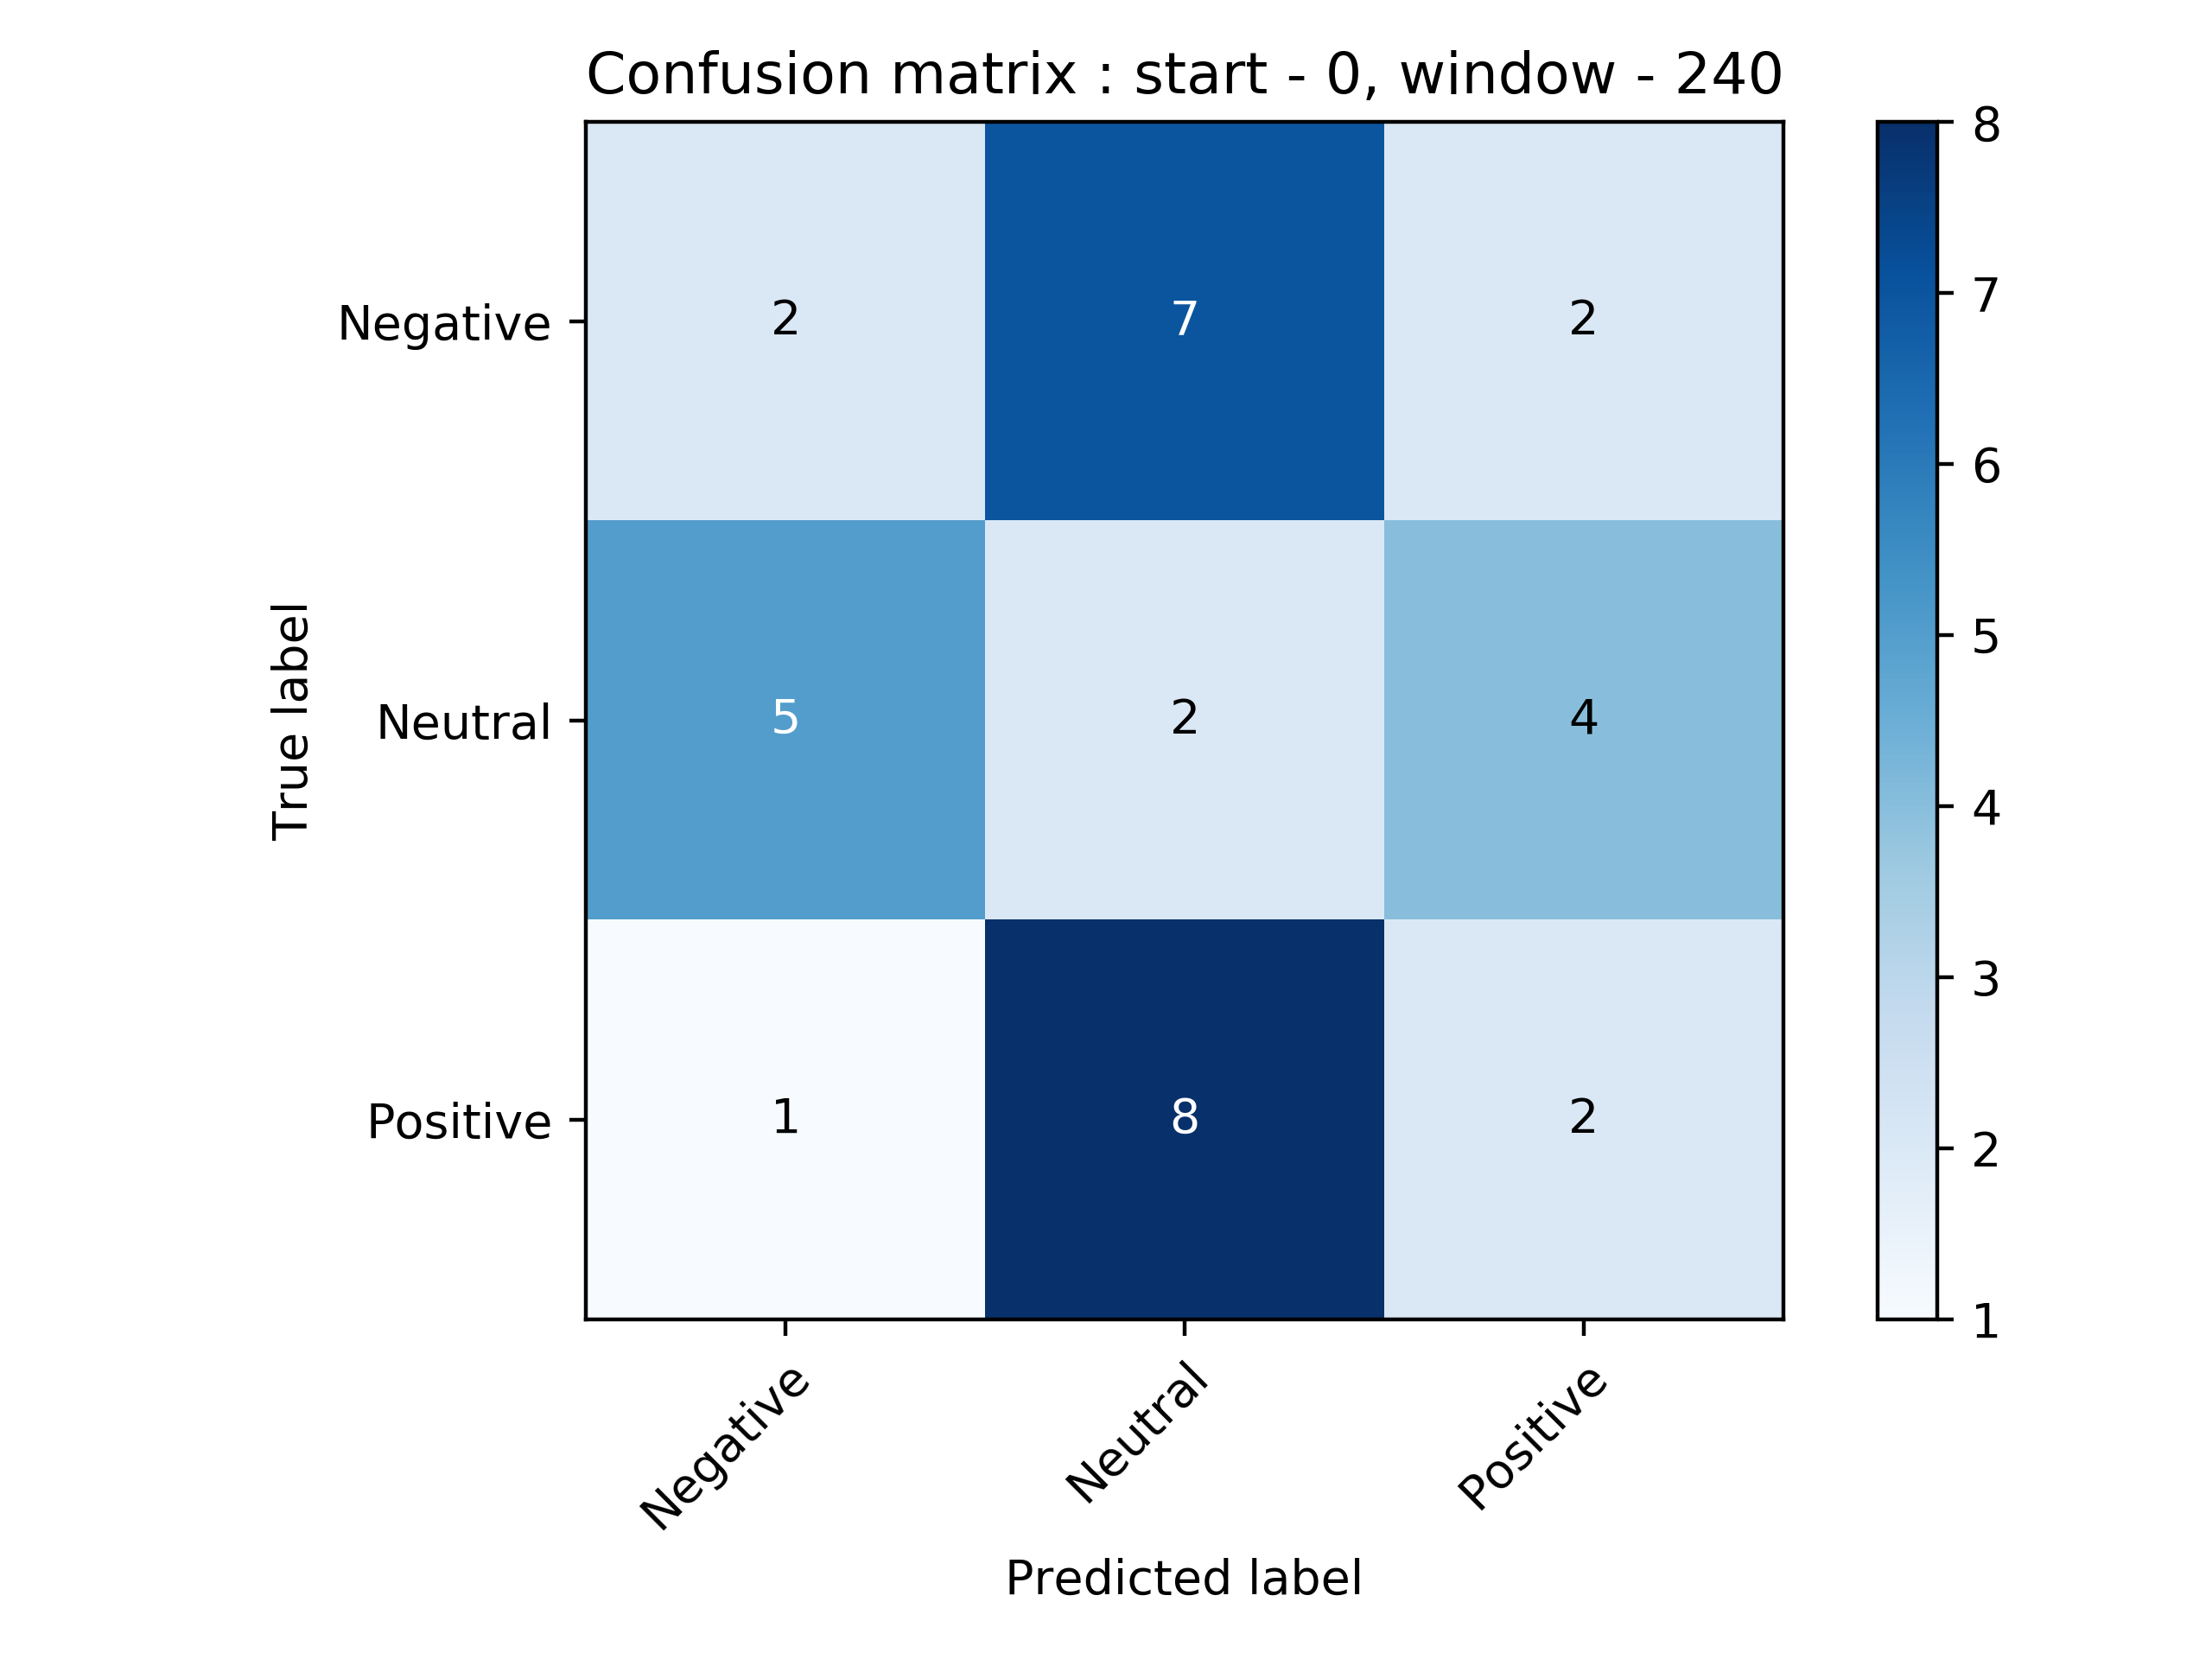 Confusion matrix : start - 0, window - 240
True label
Negative
2
7
2
Neutral
5
2
4
Positive
1
8
2
Negative
Neutral
Positive
Predicted label
8
7
6
5
4
3
2
1